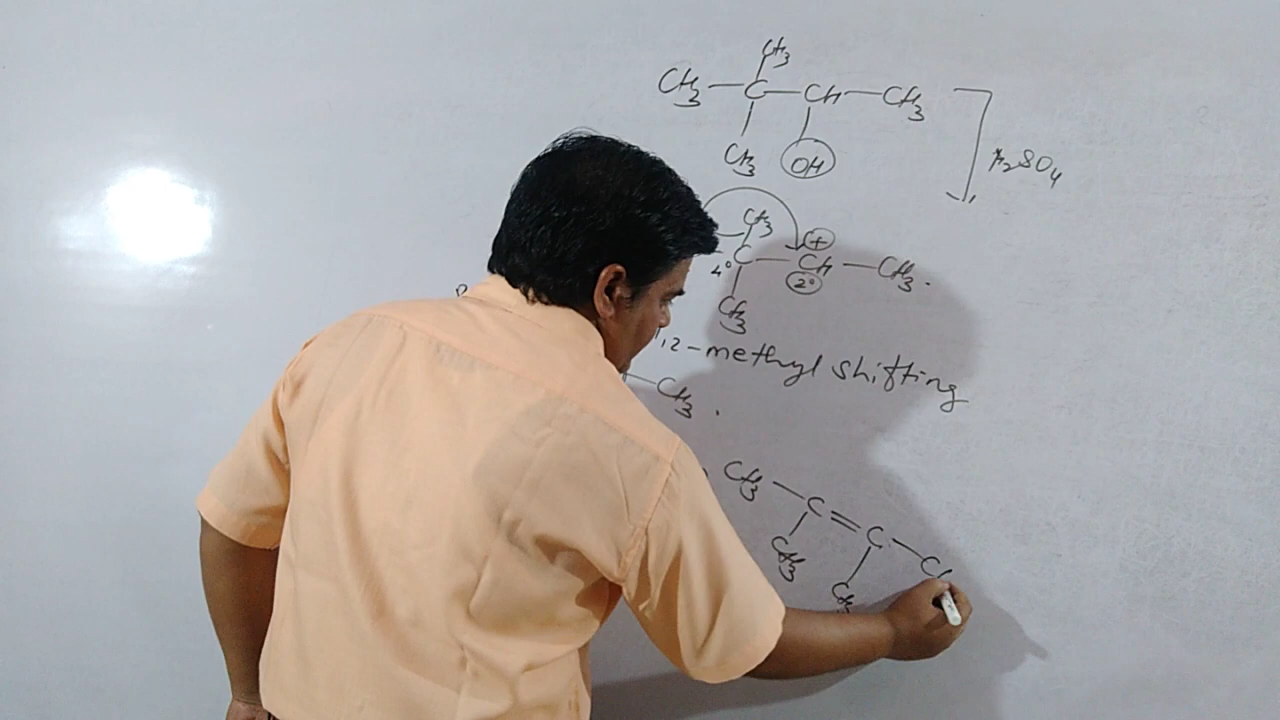 CH3
CH3 — C — CH — CH3
CH3 OH
H2SO4
CH3 +
4° C — CH — CH3.
2°
CH3
1,2-methyl shifting
— CH3.
CH3 — C = C — C
CH3